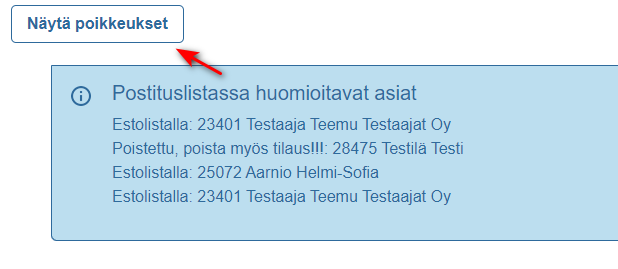 Näytä poikkeukset
Postituslistassa huomioitavat asiat
Estolistalla: 23401 Testaaja Teemu Testaajat Oy
Poistettu, poista myös tilaus!!!: 28475 Testilä Testi
Estolistalla: 25072 Aarnio Helmi-Sofia
Estolistalla: 23401 Testaaja Teemu Testaajat Oy